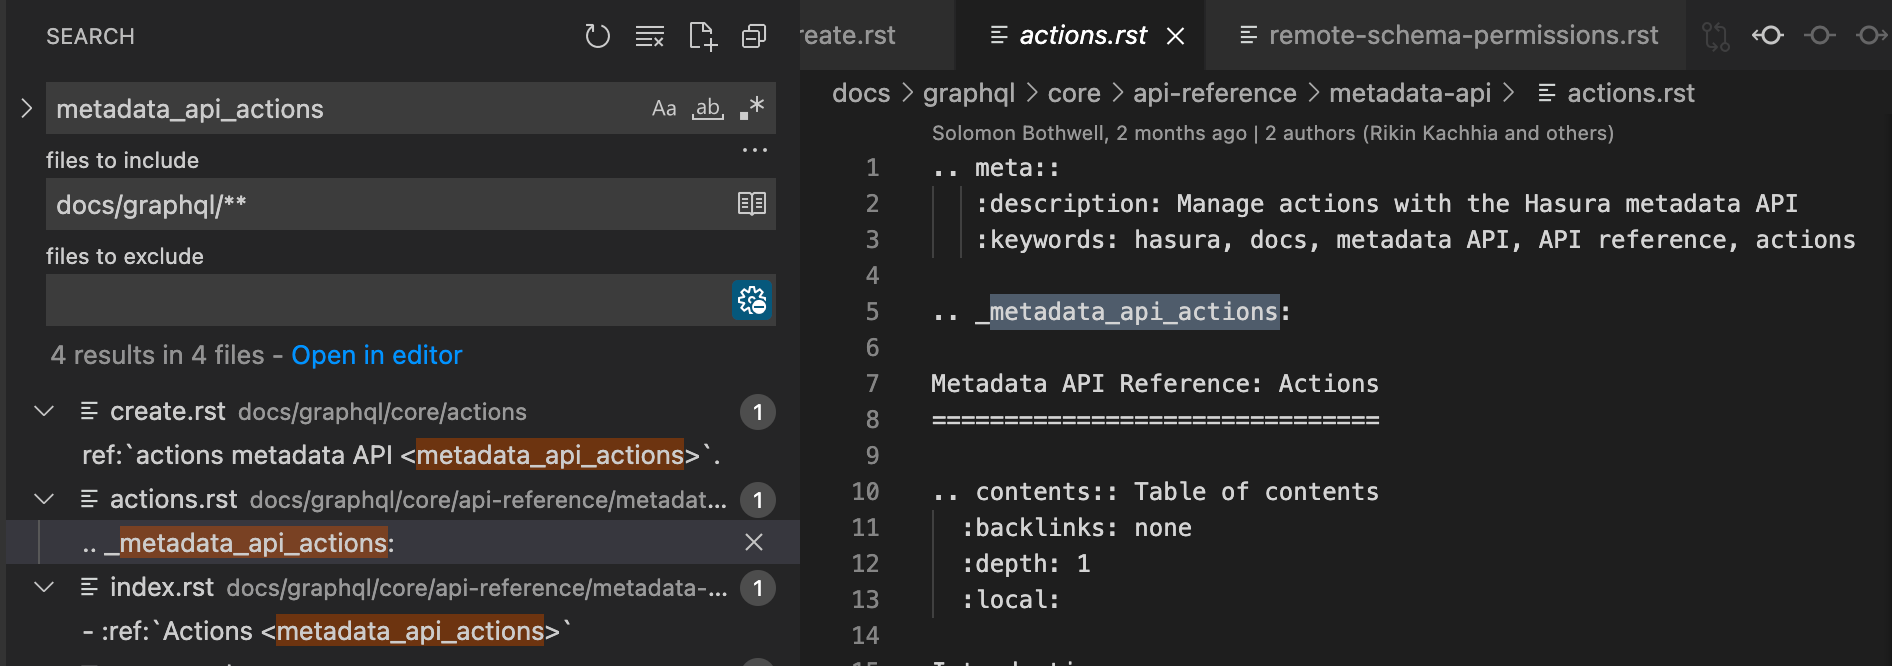 SEARCH
metadata_api_actions
Aa
ab
.*
...
files to include
docs/graphql/**
files to exclude
4 results in 4 files - Open in editor
create.rst docs/graphql/core/actions 1
ref:`actions metadata API <metadata_api_actions>`.
actions.rst docs/graphql/core/api-reference/metadat... 1
.. _metadata_api_actions:
index.rst docs/graphql/core/api-reference/metadata-... 1
- :ref:`Actions <metadata_api_actions>`
reate.rst
actions.rst
remote-schema-permissions.rst
docs > graphql > core > api-reference > metadata-api > actions.rst
Solomon Bothwell, 2 months ago | 2 authors (Rikin Kachhia and others)
1 .. meta::
2 :description: Manage actions with the Hasura metadata API
3 :keywords: hasura, docs, metadata API, API reference, actions
4
5 .. _metadata_api_actions:
6
7 Metadata API Reference: Actions
8 ===============================
9
10 .. contents:: Table of contents
11 :backlinks: none
12 :depth: 1
13 :local:
14